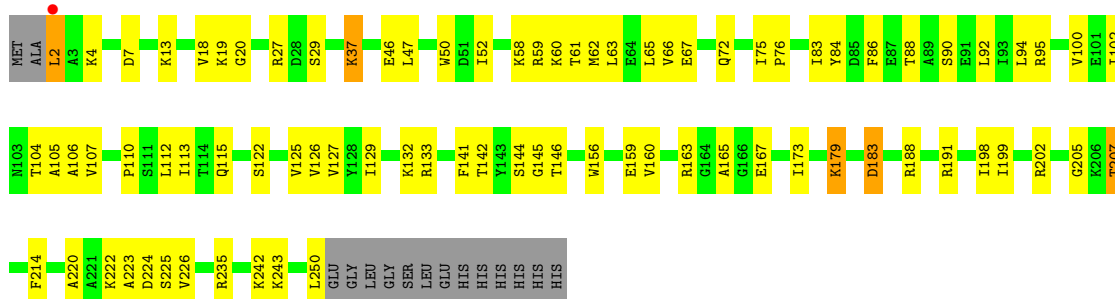 MET ALA L2 A3 K4 D7 K13 V18 K19 G20 R27 D28 S29 K37 E46 L47 W50 D51 I52 K58 R59 K60 T61 M62 L63 E64 L65 V66 E67 Q72 I75 P76 I83 Y84 D85 F86 E87 T88 A89 S90 E91 L92 I93 L94 R95 V100 E101
N103 T104 A105 A106 V107 P110 S111 L112 I113 T114 Q115 S122 V125 V126 V127 Y128 I129 K132 R133 F141 T142 Y143 S144 G145 T146 W156 E159 V160 R163 G164 A165 G166 E167 I173 K179 D183 R188 R191 I198 I199 R202 G205 K206
F214 A220 A221 K222 A223 D224 S225 V226 R235 K242 K243 L250 GLU GLY LEU GLY SER LEU GLU HIS HIS HIS HIS HIS HIS